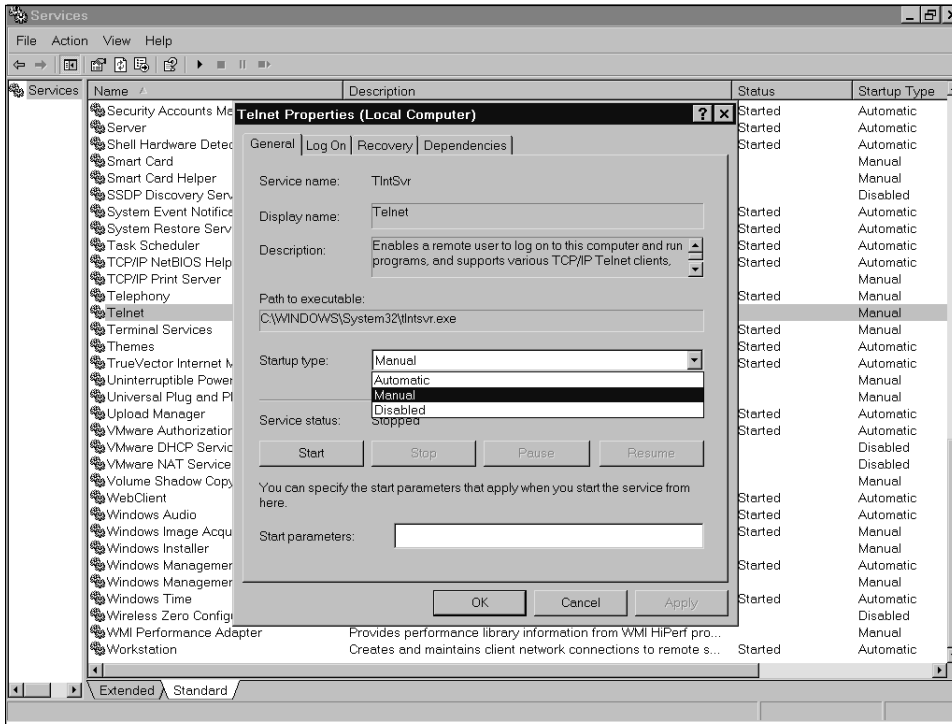 Services
File Action View Help
Services
Name Description Status Startup Type
Security Accounts Ma Started Automatic
Server Started Automatic
Shell Hardware Detec Started Automatic
Smart Card Manual
Smart Card Helper Manual
SSDP Discovery Serv Disabled
System Event Notifica Started Automatic
System Restore Serv Started Automatic
Task Scheduler Started Automatic
TCP/IP NetBIOS Help Started Automatic
TCP/IP Print Server Manual
Telephony Started Manual
Telnet Manual
Terminal Services Started Manual
Themes Started Automatic
TrueVector Internet M Started Automatic
Uninterruptible Power Manual
Universal Plug and Pl Manual
Upload Manager Started Automatic
VMware Authorization Started Automatic
VMware DHCP Servic Disabled
VMware NAT Service Disabled
Volume Shadow Copy Manual
WebClient Started Automatic
Windows Audio Started Automatic
Windows Image Acqu Started Manual
Windows Installer Manual
Windows Managemer Started Automatic
Windows Managemer Manual
Windows Time Started Automatic
Wireless Zero Config Disabled
WMI Performance Adapter Provides performance library information from WMI HiPerf pro... Manual
Workstation Creates and maintains client network connections to remote s... Started Automatic
Extended Standard
Telnet Properties (Local Computer)
General Log On Recovery Dependencies
Service name: TlntSvr
Display name: Telnet
Description: Enables a remote user to log on to this computer and run
programs, and supports various TCP/IP Telnet clients,
Path to executable:
C:\WINDOWS\System32\tlntsvr.exe
Startup type: Manual
Automatic
Manual
Disabled
Service status: Stopped
Start Stop Pause Resume
You can specify the start parameters that apply when you start the service from
here.
Start parameters:
OK Cancel Apply